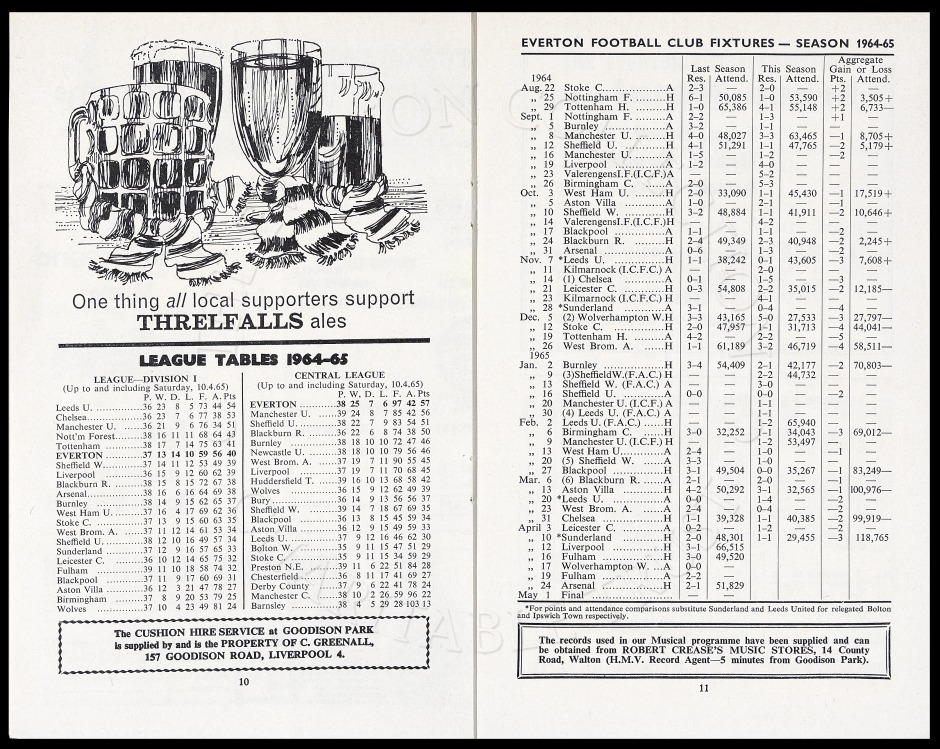 One thing all local supporters support
THRELFALLS ales
LEAGUE TABLES 1964-65
LEAGUE—DIVISION I
(Up to and including Saturday, 10.4.65)
P. W. D. L. F. A. Pts
Leeds U. ..........36 23 8 5 73 44 54
Chelsea..........36 23 7 6 77 38 53
Manchester U. ..........36 21 9 6 76 34 51
Nott'm Forest..........38 16 11 11 68 64 43
Tottenham ..........38 17 7 14 75 63 41
EVERTON ..........37 13 14 10 59 56 40
Sheffield W...........37 14 11 12 53 49 39
Liverpool ..........36 15 9 12 60 62 39
Blackburn R. ..........38 15 8 15 72 67 38
Arsenal..........38 16 6 16 64 69 38
Burnley ..........38 14 9 15 62 65 37
West Ham U. ..........37 16 4 17 69 62 36
Stoke C. ..........37 13 9 15 60 63 35
West Brom. A. ..........37 11 12 14 61 53 34
Sheffield U. ..........38 12 10 16 49 57 34
Sunderland ..........37 12 9 16 57 65 33
Leicester C. ..........36 10 12 14 65 75 32
Fulham ..........39 11 10 18 58 74 32
Blackpool ..........37 11 9 17 60 69 31
Aston Villa ..........36 12 3 21 47 78 27
Birmingham ..........37 8 9 20 53 79 25
Wolves ..........37 10 4 23 49 81 24
CENTRAL LEAGUE
(Up to and including Saturday, 10.4.65)
P. W. D. L. F. A. Pts
EVERTON ..........38 25 7 6 97 42 57
Manchester U. ..........39 24 8 7 85 42 56
Sheffield U. ..........38 22 7 9 83 54 51
Blackburn R. ..........36 22 6 8 74 38 50
Burnley ..........38 18 10 10 72 47 46
Newcastle U. ..........38 18 10 10 79 56 46
West Brom. A. ..........37 19 7 11 90 55 45
Liverpool ..........37 19 7 11 70 68 45
Huddersfield T. ..........39 16 10 13 68 58 42
Wolves ..........36 15 9 12 62 49 39
Bury ..........36 14 9 13 56 56 37
Sheffield W. ..........39 14 7 18 67 69 35
Blackpool ..........36 13 8 15 45 59 34
Aston Villa ..........36 12 9 15 49 59 33
Leeds U. ..........37 9 12 16 46 62 30
Bolton W. ..........35 9 11 15 47 51 29
Stoke C. ..........35 9 11 15 34 59 29
Preston N.E. ..........39 11 6 22 51 84 28
Chesterfield ..........36 8 11 17 41 69 27
Derby County ..........37 9 6 22 41 78 24
Manchester C. ..........38 10 2 26 59 96 22
Barnsley ..........38 4 5 29 28 103 13
The CUSHION HIRE SERVICE at GOODISON PARK
is supplied by and is the PROPERTY OF C. GREENALL,
157 GOODISON ROAD, LIVERPOOL 4.
10
EVERTON FOOTBALL CLUB FIXTURES — SEASON 1964-65
Last Season This Season Aggregate Gain or Loss
1964 Res. Attend. Res. Attend. Pts. Attend.
Aug. 22 Stoke C..........A 2–3 — 2–0 — +2
„ 25 Nottingham F. ..........H 6–1 50,085 1–0 53,590 +2 3,505+
„ 29 Tottenham H. ..........H 1–0 65,386 4–1 55,148 +2 6,733—
Sept. 1 Nottingham F. ..........A 2–2 — 1–3 — +1
„ 5 Burnley ..........A 3–2 — 1–1 — —
„ 8 Manchester U. ..........H 4–0 48,027 3–3 63,465 —1 8,705+
„ 12 Sheffield U. ..........H 4–1 51,291 1–1 47,765 —2 5,179+
„ 16 Manchester U. ..........A 1–5 — 1–2 — —2
„ 19 Liverpool ..........A 1–2 — 4–0 — —
„ 23 ValerengensI.F.(I.C.F.)A — 5–2 —
„ 26 Birmingham C. ..........A 2–0 — 5–3 — —
Oct. 3 West Ham U. ..........H 2–0 33,090 1–1 45,430 —1 17,519+
„ 5 Aston Villa ..........A 1–0 — 2–1 — —1
„ 10 Sheffield W. ..........H 3–2 48,884 1–1 41,911 —2 10,646+
„ 14 ValerengensI.F.(I.C.F.)H — 4–2 —
„ 17 Blackpool ..........A 1–1 — 1–1 — —2
„ 24 Blackburn R. ..........H 2–4 49,349 2–3 40,948 —2 2,245+
„ 31 Arsenal ..........A 0–6 — 1–3 — —2
Nov. 7 *Leeds U. ..........H 1–1 38,242 0–1 43,605 —3 7,608+
„ 11 Kilmarnock (I.C.F.C.) A — 2–0 —
„ 14 (1) Chelsea ..........A 0–1 — 1–5 — —3
„ 21 Leicester C. ..........H 0–3 54,808 2–2 35,015 —2 12,185—
„ 23 Kilmarnock (I.C.F.C.) H — 4–1 —
„ 28 *Sunderland ..........A 3–1 — 0–4 — —4
Dec. 5 (2) Wolverhampton W.H 3–3 43,165 5–0 27,533 —3 27,797—
„ 12 Stoke C. ..........H 2–0 47,957 1–1 31,713 —4 44,041—
„ 19 Tottenham H. ..........A 4–2 — 2–2 — —5
„ 26 West Brom. A. ..........H 1–1 61,189 3–2 46,719 —4 58,511—
1965
Jan. 2 Burnley ..........H 3–4 54,409 2–1 42,177 —2 70,803—
„ 9 (3)SheffieldW.(F.A.C.)H — — 2–2 44,732
„ 13 Sheffield W. (F.A.C.) A — 3–0 —
„ 16 Sheffield U. ..........A 0–0 — 0–0 — —2
„ 20 Manchester U.(I.C.F.) A — 1–1 —
„ 30 (4) Leeds U. (F.A.C.) A — 1–1 —
Feb. 2 Leeds U. (F.A.C.) ..........H — 1–2 65,940
„ 6 Birmingham C. ..........H 3–0 32,252 1–1 34,043 —3 69,012—
„ 9 Manchester U. (I.C.F.) H — 1–2 53,497
„ 13 West Ham U. ..........A 2–4 — 1–0 — —1
„ 20 (5) Sheffield W. ..........A 3–3 — 1–0 — —
„ 27 Blackpool ..........H 3–1 49,504 0–0 35,267 —1 83,249—
Mar. 6 (6) Blackburn R. ..........A 2–1 — 2–0 — —1
„ 13 Aston Villa ..........H 4–2 50,292 3–1 32,565 —1 100,976—
„ 20 *Leeds U. ..........A 0–0 — 1–4 — —2
„ 23 West Brom. A. ..........A 2–4 — 0–4 — —2
„ 31 Chelsea ..........H 1–1 39,328 1–1 40,385 —2 99,919—
April 3 Leicester C. ..........A 0–2 — 1–2 — —2
„ 10 *Sunderland ..........H 2–0 48,301 1–1 29,455 —3 118,765
„ 12 Liverpool ..........H 3–1 66,515
„ 16 Fulham ..........H 3–0 49,520
„ 17 Wolverhampton W. ...A 0–0 —
„ 19 Fulham ..........A 2–2 —
„ 24 Arsenal ..........H 2–1 51,829
May 1 Final — —
*For points and attendance comparisons substitute Sunderland and Leeds United for relegated Bolton
and Ipswich Town respectively.
The records used in our Musical programme have been supplied and can
be obtained from ROBERT CREASE'S MUSIC STORES, 14 County
Road, Walton (H.M.V. Record Agent—5 minutes from Goodison Park).
11